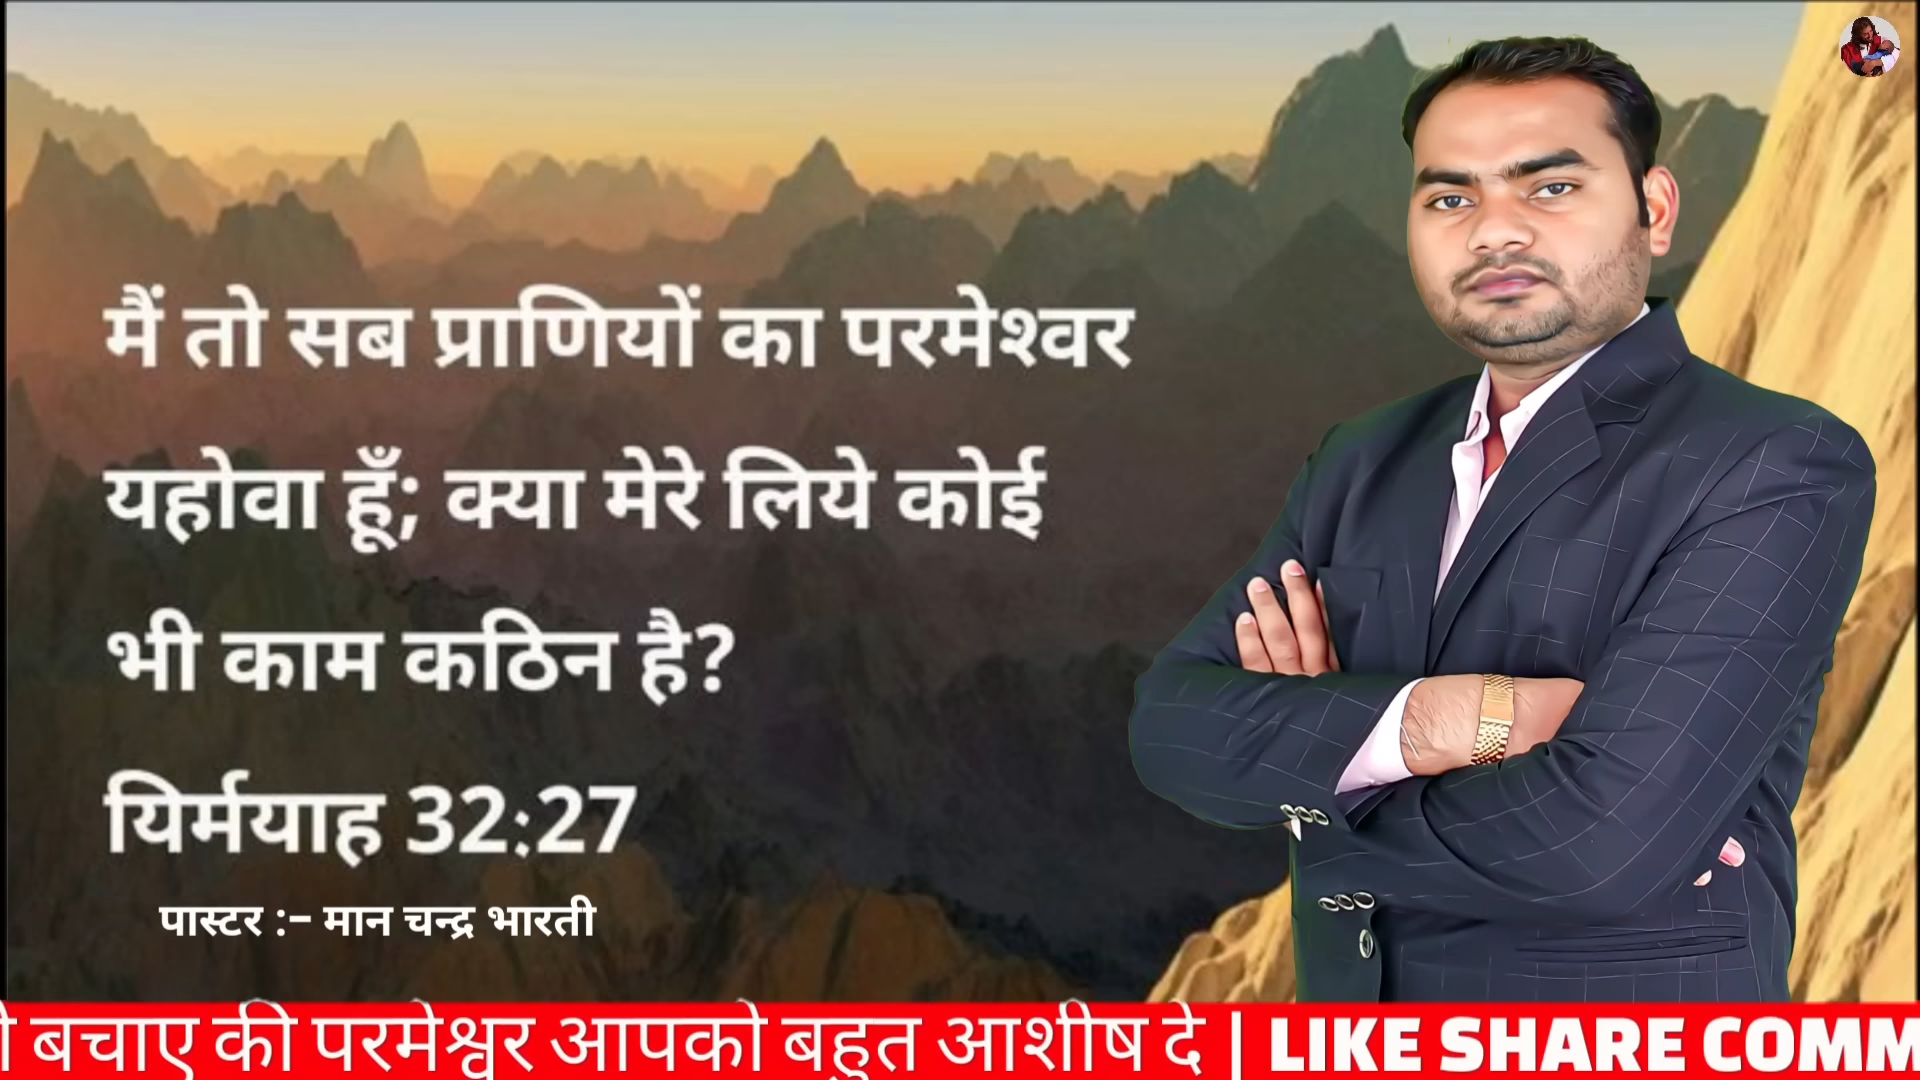 मैं तो सब प्राणियों का परमेश्‍वर
यहोवा हूँ; क्या मेरे लिये कोई
भी काम कठिन है?
यिर्मयाह 32:27
पास्टर :- मान चन्द्र भारती
बचाए की परमेश्वर आपको बहुत आशीष दे | LIKE SHARE COMM